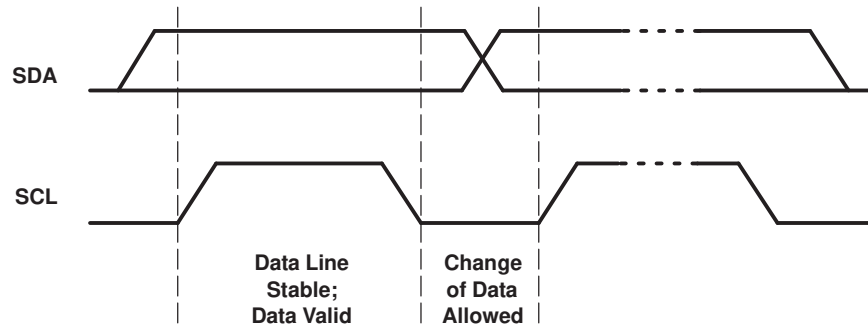 SDA
SCL
Data Line
Stable;
Data Valid
Change
of Data
Allowed